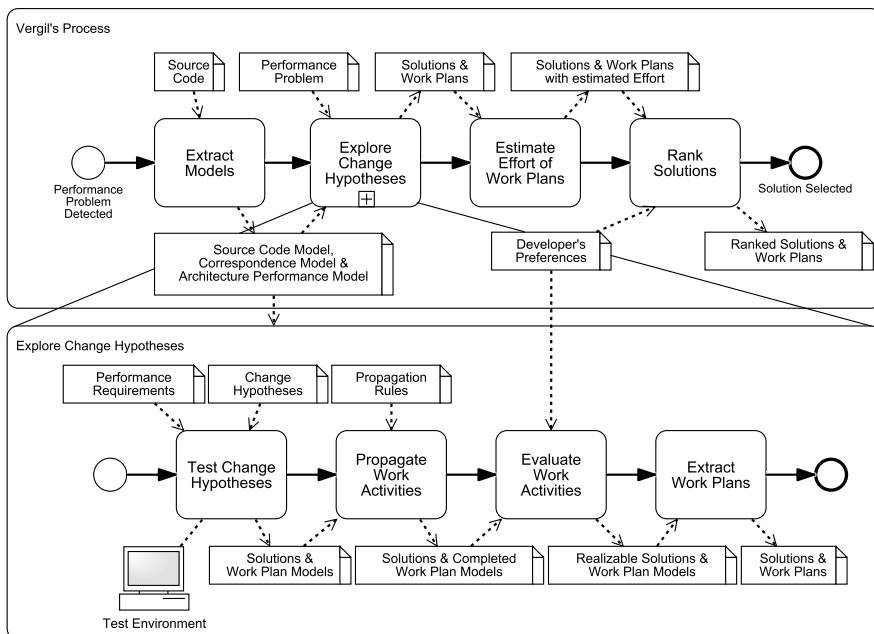 Vergil's Process
Source
Code
Performance
Problem
Solutions &
Work Plans
Solutions & Work Plans
with estimated Effort
Performance
Problem
Detected
Extract
Models
Explore
Change
Hypotheses
Estimate
Effort of
Work Plans
Rank
Solutions
Solution Selected
Source Code Model,
Correspondence Model &
Architecture Performance Model
Developer's
Preferences
Ranked Solutions &
Work Plans
Explore Change Hypotheses
Performance
Requirements
Change
Hypotheses
Propagation
Rules
Test Change
Hypotheses
Propagate
Work
Activities
Evaluate
Work
Activities
Extract
Work Plans
Test Environment
Solutions &
Work Plan Models
Solutions & Completed
Work Plan Models
Realizable Solutions &
Work Plan Models
Solutions &
Work Plans